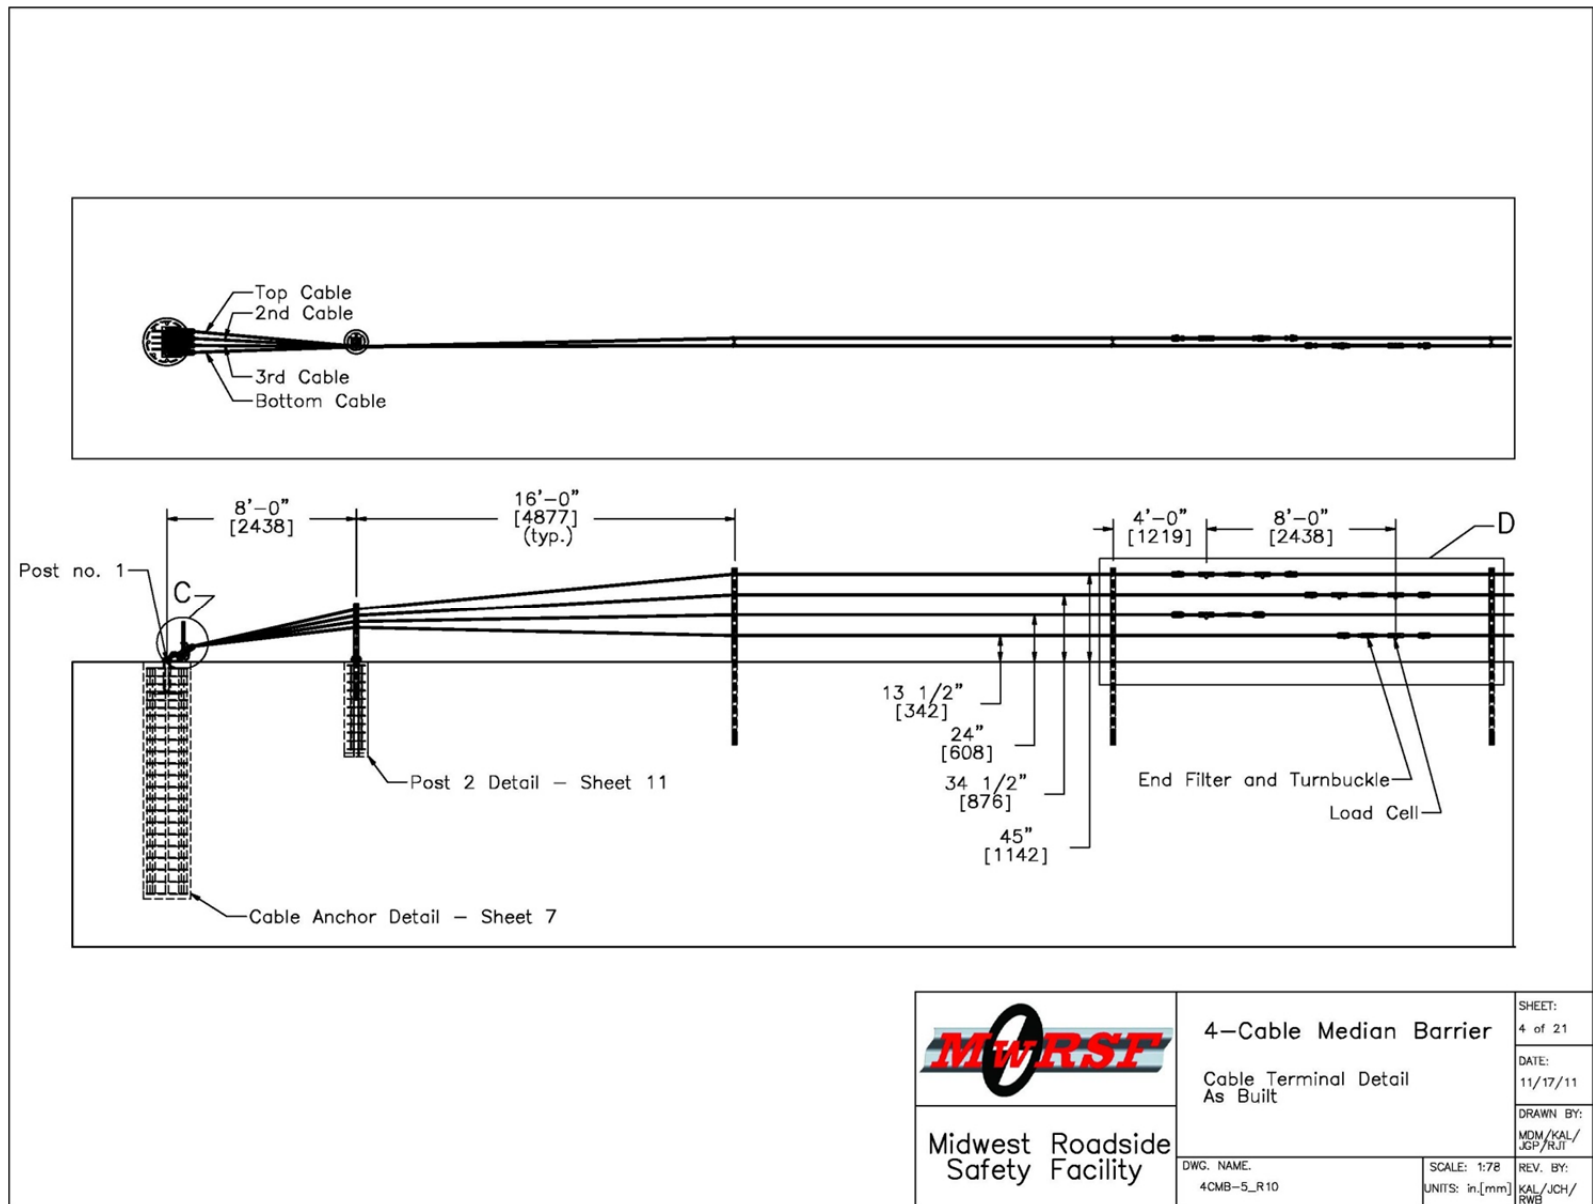 Top Cable
2nd Cable
3rd Cable
Bottom Cable
8'-0"
[2438]
16'-0"
[4877]
(typ.)
4'-0"
[1219]
8'-0"
[2438]
D
Post no. 1
C
13 1/2"
[342]
24"
[608]
34 1/2"
[876]
45"
[1142]
Post 2 Detail - Sheet 11
End Filter and Turnbuckle
Load Cell
Cable Anchor Detail - Sheet 7
MwRSF
Midwest Roadside
Safety Facility
4-Cable Median Barrier
Cable Terminal Detail
As Built
DWG. NAME.
4CMB-5_R10
SCALE: 1:78
UNITS: in.[mm]
SHEET:
4 of 21
DATE:
11/17/11
DRAWN BY:
MDM/KAL/
JGP/RJT
REV. BY:
KAL/JCH/
RWB